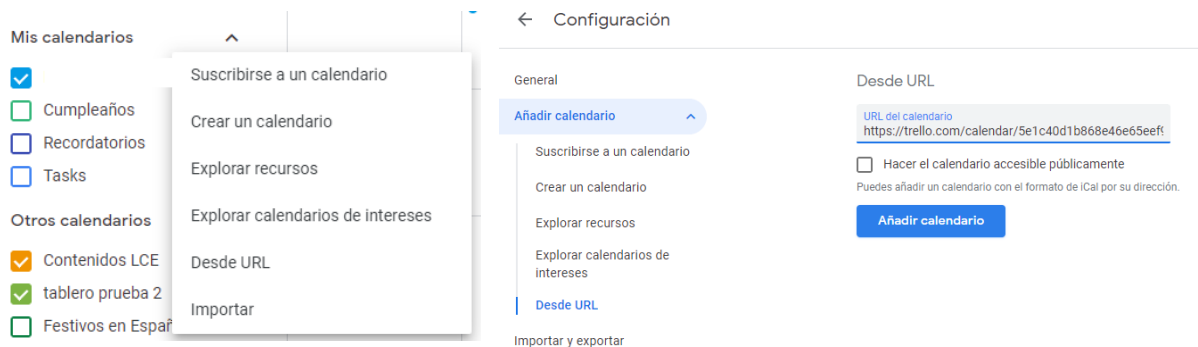 Mis calendarios
Cumpleaños
Recordatorios
Tasks
Otros calendarios
Contenidos LCE
tablero prueba 2
Festivos en Españ
Suscribirse a un calendario
Crear un calendario
Explorar recursos
Explorar calendarios de intereses
Desde URL
Importar
Configuración
General
Añadir calendario
Suscribirse a un calendario
Crear un calendario
Explorar recursos
Explorar calendarios de
intereses
Desde URL
Importar y exportar
Desde URL
URL del calendario
https://trello.com/calendar/5e1c40d1b868e46e65eef9
Hacer el calendario accesible públicamente
Puedes añadir un calendario con el formato de iCal por su dirección.
Añadir calendario